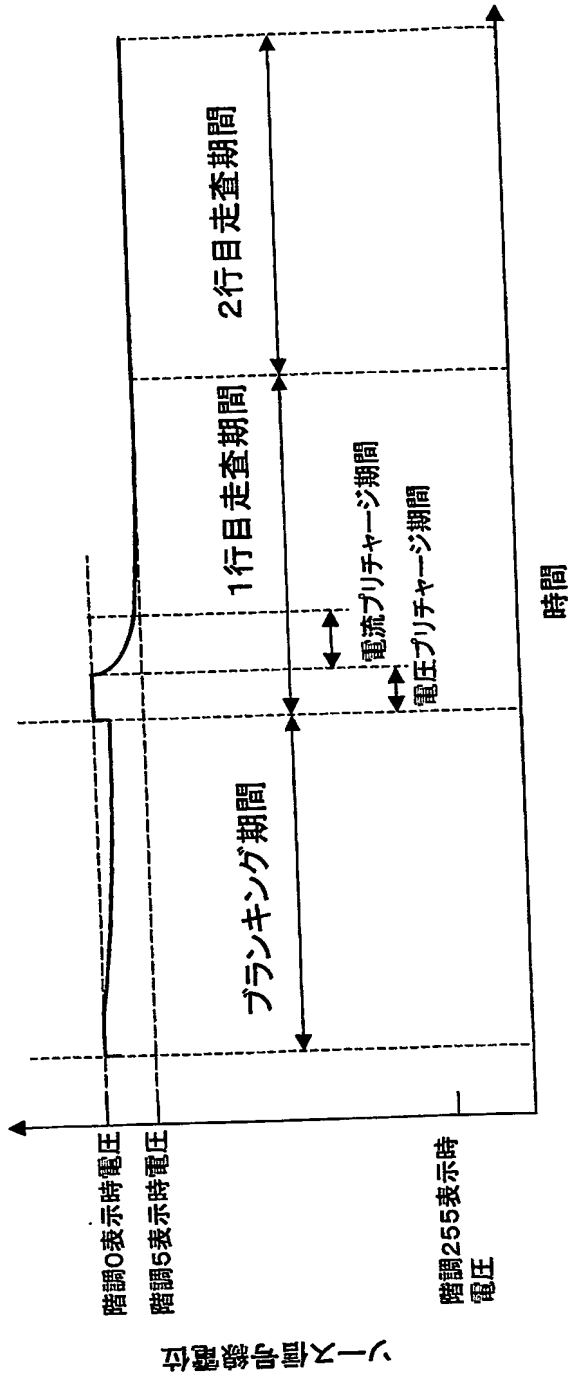 ソース信号線電位
階調0表示時電圧
階調5表示時電圧
階調255表示時
電圧
ブランキング期間
1行目走査期間
2行目走査期間
電流プリチャージ期間
電圧プリチャージ期間
時間